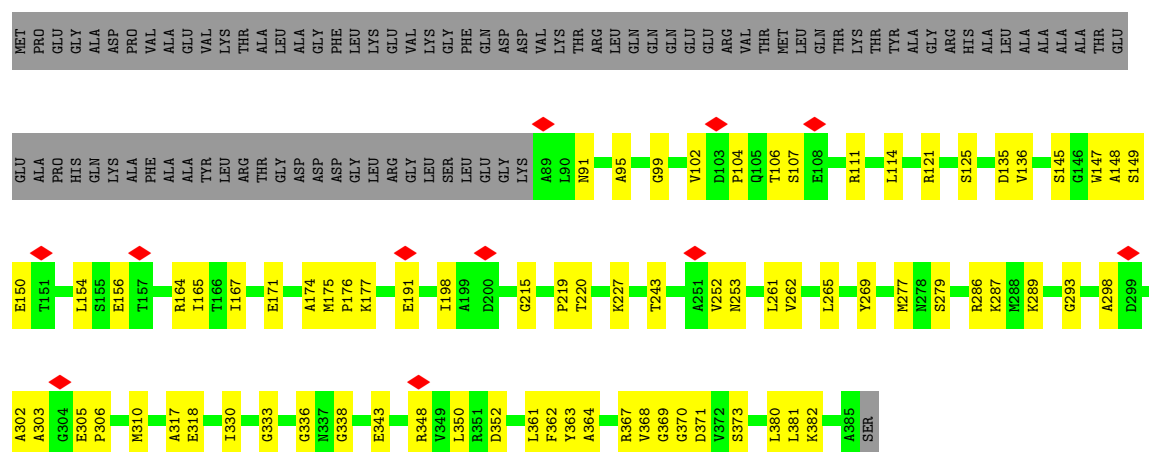 MET PRO GLU GLY ALA ASP PRO VAL ALA GLU VAL LYS THR ALA LEU ALA GLY PHE LEU LYS GLU VAL LYS GLY PHE GLN ASP ASP VAL LYS THR ARG LEU GLN GLN GLN GLU GLU ARG VAL THR MET LEU GLN THR LYS THR TYR ALA GLY ARG HIS ALA LEU ALA ALA ALA ALA THR GLU
GLU ALA PRO HIS GLN LYS ALA PHE ALA ALA TYR LEU ARG THR GLY ASP ASP ASP GLY LEU ARG GLY LEU SER LEU GLU GLY LYS A89 L90 N91 A95 G99 V102 D103 P104 Q105 T106 S107 E108 R111 L114 R121 S125 D135 V136 S145 G146 W147 A148 S149
E150 T151 L154 S155 E156 T157 R164 I165 T166 I167 E171 A174 M175 P176 K177 E191 I198 A199 D200 G215 P219 T220 K227 T243 A251 V252 N253 L261 V262 L265 Y269 M277 N278 S279 R286 K287 M288 K289 G293 A298 D299
A302 A303 G304 E305 P306 M310 A317 E318 I330 G333 G336 N337 G338 E343 R348 V349 L350 R351 D352 L361 F362 Y363 A364 R367 V368 G369 G370 D371 V372 S373 L380 L381 K382 A385 SER